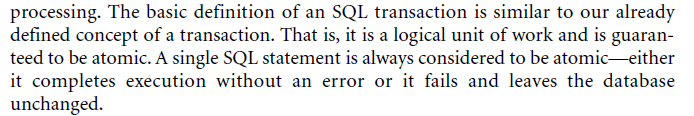 processing. The basic definition of an SQL transaction is similar to our already
defined concept of a transaction. That is, it is a logical unit of work and is guaran-
teed to be atomic. A single SQL statement is always considered to be atomic—either
it completes execution without an error or it fails and leaves the database
unchanged.